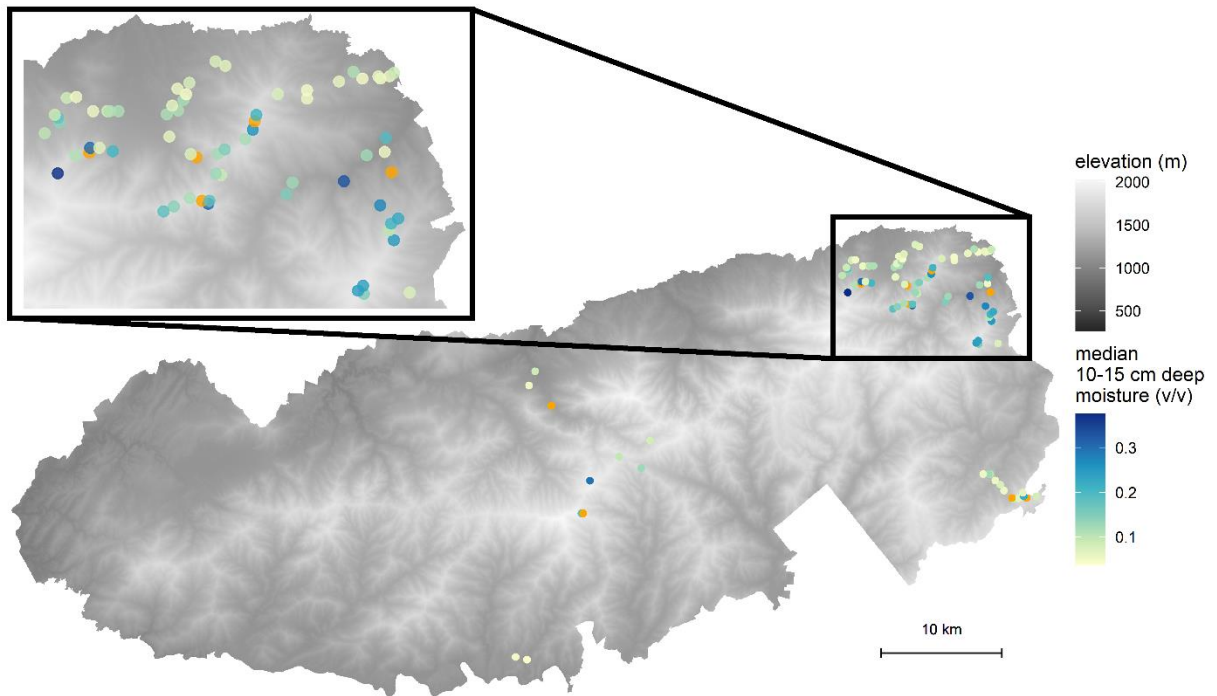 elevation (m)
2000
1500
1000
500
median
10-15 cm deep
moisture (v/v)
0.3
0.2
0.1
10 km